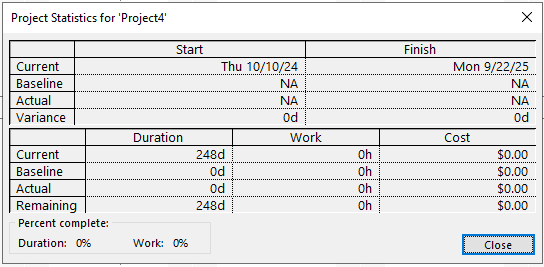 Project Statistics for 'Project4'
Start Finish
Current Thu 10/10/24 Mon 9/22/25
Baseline NA NA
Actual NA NA
Variance 0d 0d
Duration Work Cost
Current 248d 0h $0.00
Baseline 0d 0h $0.00
Actual 0d 0h $0.00
Remaining 248d 0h $0.00
Percent complete:
Duration: 0% Work: 0%
Close